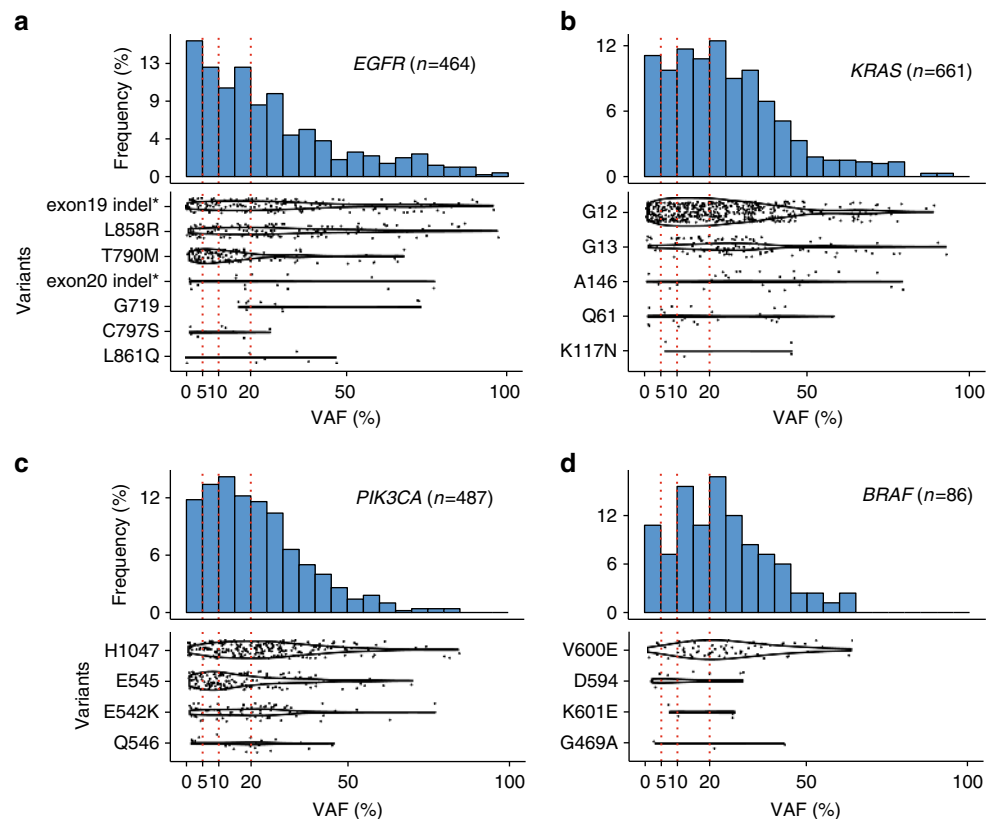 a
Frequency (%)
13
9
4
0
EGFR (n=464)
Variants
exon19 indel*
L858R
T790M
exon20 indel*
G719
C797S
L861Q
0 5 10 20 50 100
VAF (%)
b
12
6
0
KRAS (n=661)
G12
G13
A146
Q61
K117N
0 5 10 20 50 100
VAF (%)
c
Frequency (%)
12
6
0
PIK3CA (n=487)
Variants
H1047
E545
E542K
Q546
0 5 10 20 50 100
VAF (%)
d
12
6
0
BRAF (n=86)
V600E
D594
K601E
G469A
0 5 10 20 50 100
VAF (%)